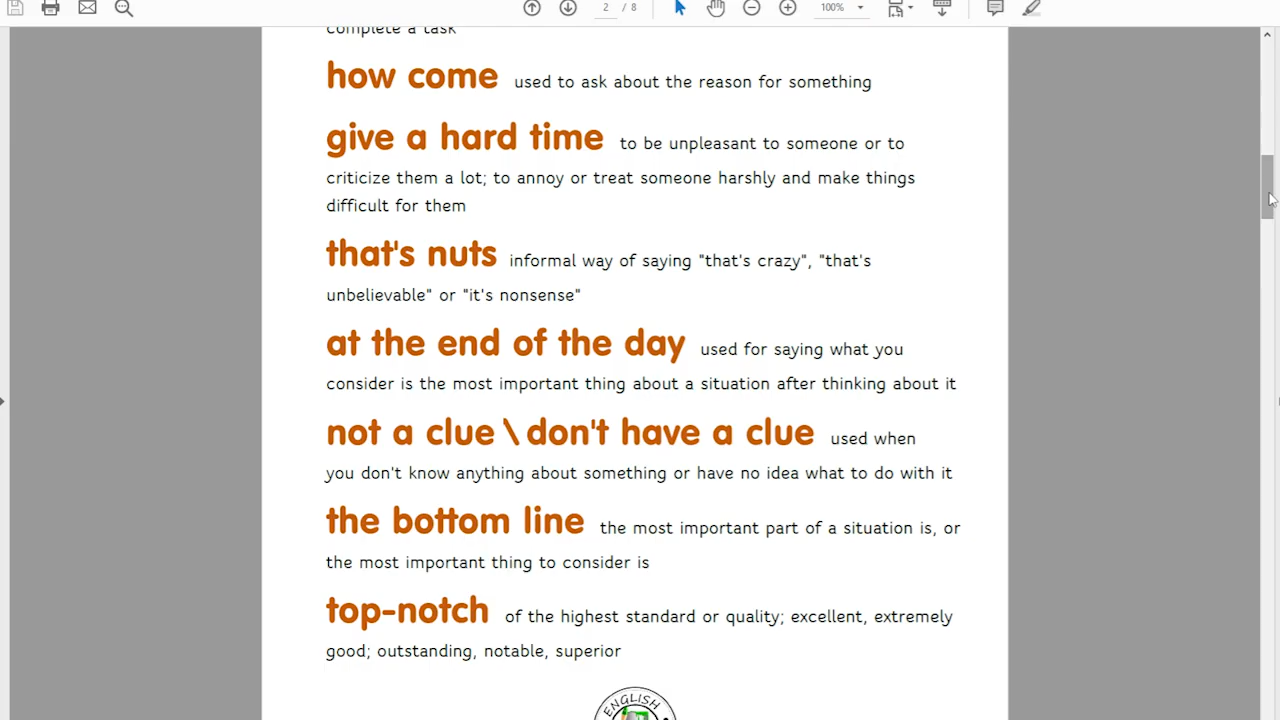 2 / 8
100%
complete a task
how come used to ask about the reason for something
give a hard time to be unpleasant to someone or to
criticize them a lot; to annoy or treat someone harshly and make things
difficult for them
that's nuts informal way of saying "that's crazy", "that's
unbelievable" or "it's nonsense"
at the end of the day used for saying what you
consider is the most important thing about a situation after thinking about it
not a clue \ don't have a clue used when
you don't know anything about something or have no idea what to do with it
the bottom line the most important part of a situation is, or
the most important thing to consider is
top-notch of the highest standard or quality; excellent, extremely
good; outstanding, notable, superior
ENGLISH